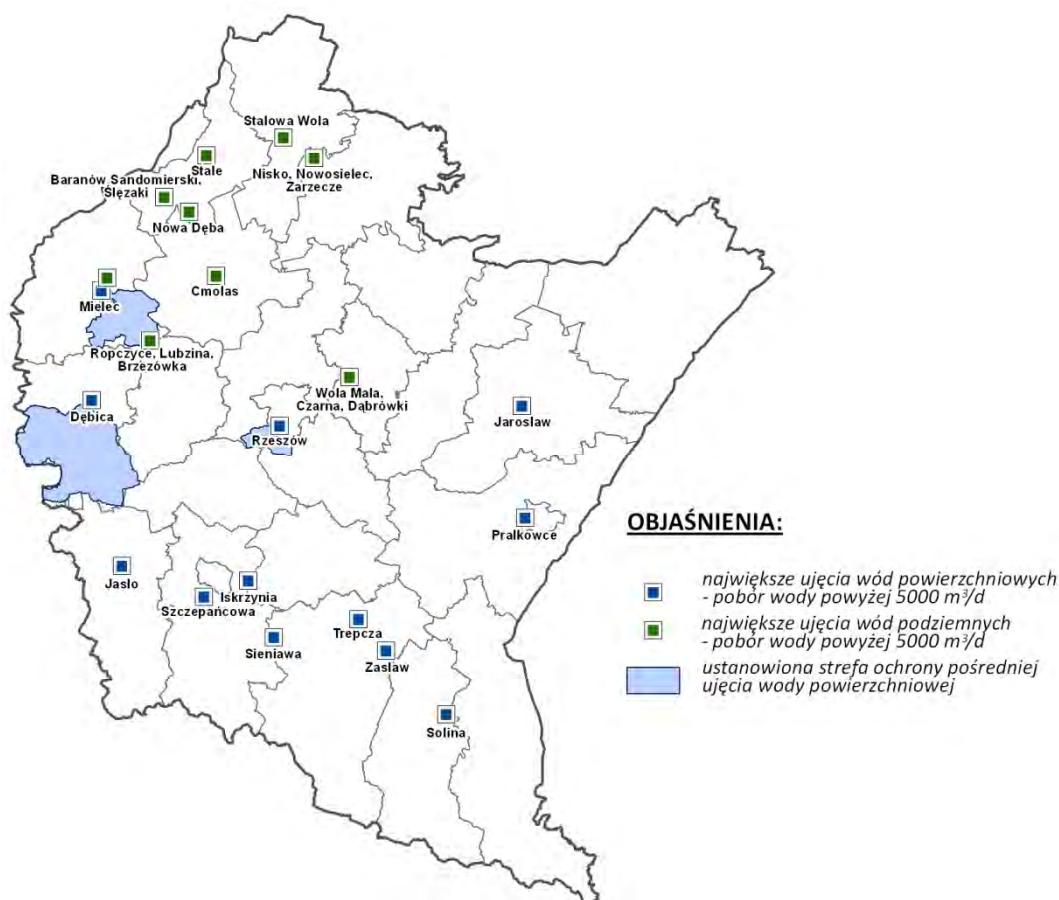 Stalowa Wola
Stale
Nisko, Nowosielec,
Zarzecze
Baranów Sandomierski,
Ślęzaki
Nowa Dęba
Cmolas
Mielec
Ropczyce, Lubzina,
Brzezówka
Wola Mała,
Czarna, Dąbrówki
Dębica
Rzeszów
Jarosław
Prałkowce
Jasło
Iskrzynia
Szczepańcowa
Sieniawa
Trepcza
Zasław
Solina
OBJAŚNIENIA:
największe ujęcia wód powierzchniowych
- pobór wody powyżej 5000 m³/d
największe ujęcia wód podziemnych
- pobór wody powyżej 5000 m³/d
ustanowiona strefa ochrony pośredniej
ujęcia wody powierzchniowej